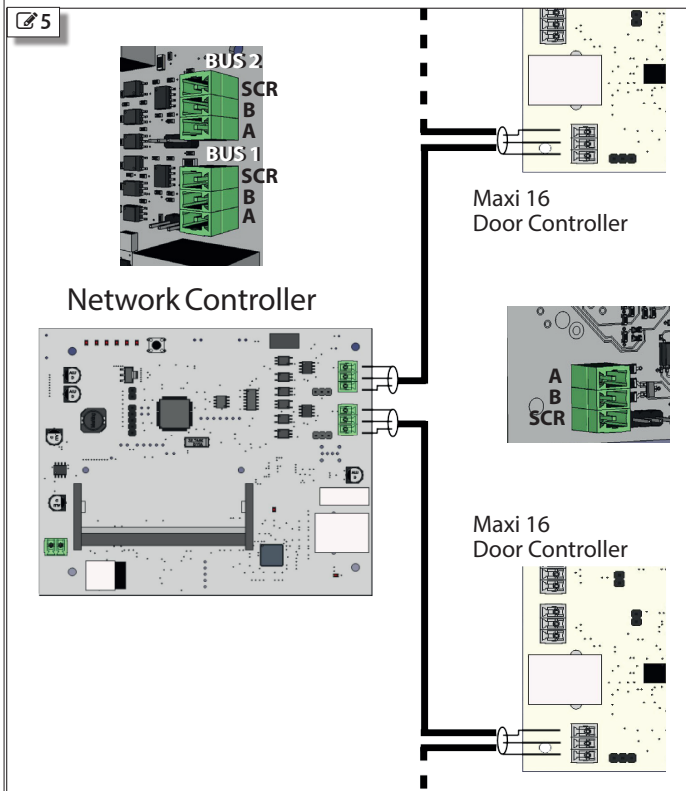 5
BUS 2
SCR
B
A
BUS 1
SCR
B
A
Maxi 16
Door Controller
Network Controller
A
B
SCR
Maxi 16
Door Controller